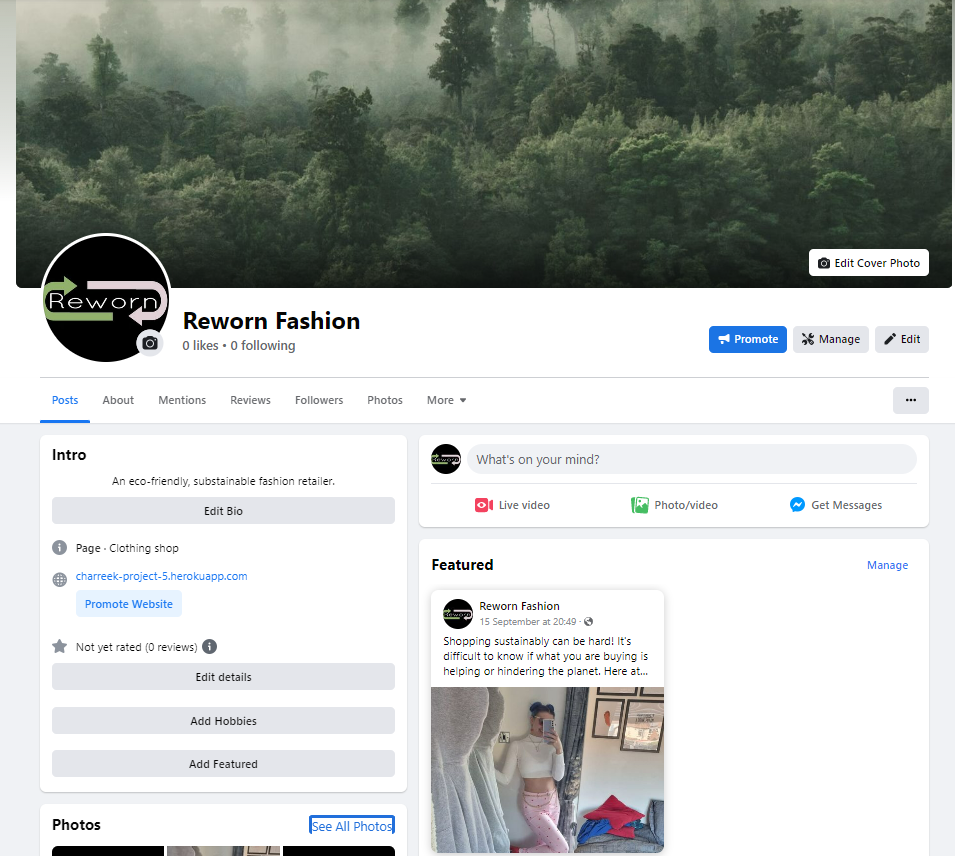 Edit Cover Photo
Reworn
Reworn Fashion
0 likes • 0 following
Promote
Manage
Edit
Posts
About
Mentions
Reviews
Followers
Photos
More
Intro
An eco-friendly, substainable fashion retailer.
Edit Bio
Page · Clothing shop
charreek-project-5.herokuapp.com
Promote Website
Not yet rated (0 reviews)
Edit details
Add Hobbies
Add Featured
Photos
See All Photos
Reworn
What's on your mind?
Live video
Photo/video
Get Messages
Featured
Manage
Reworn
Reworn Fashion
15 September at 20:49 ·
Shopping sustainably can be hard! It's
difficult to know if what you are buying is
helping or hindering the planet. Here at...